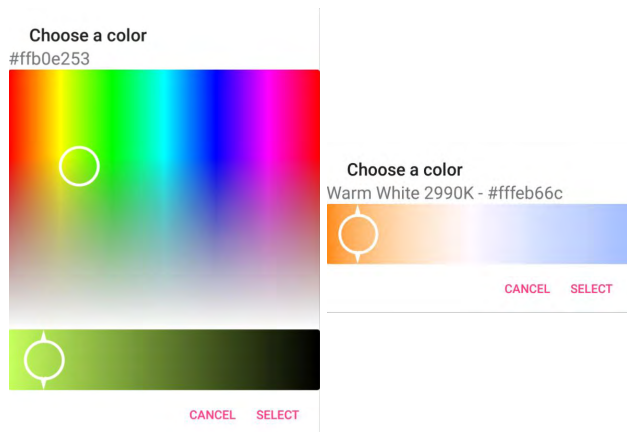 Choose a color
#ffb0e253
CANCEL SELECT
Choose a color
Warm White 2990K - #fffeb66c
CANCEL SELECT